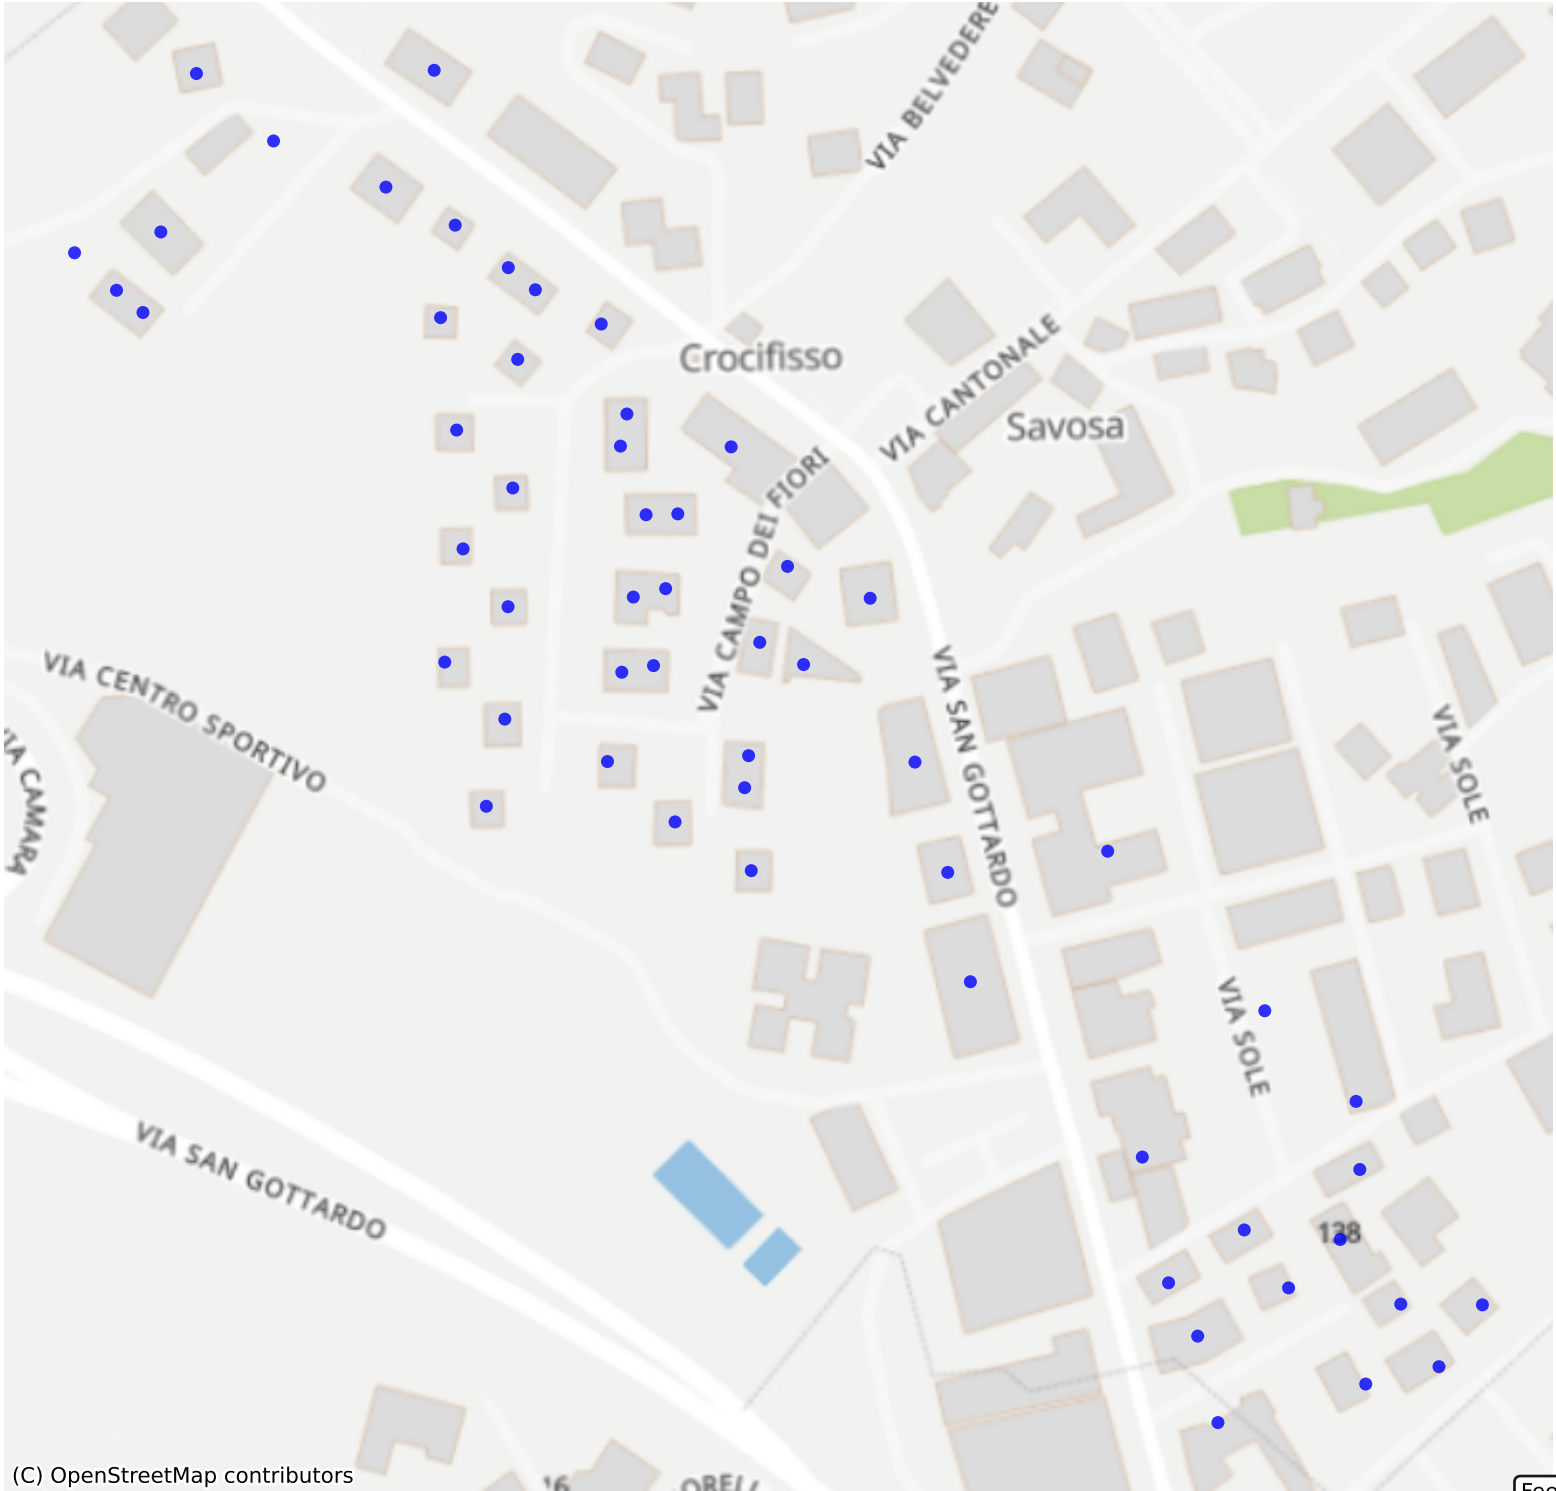 VIA BELVEDERE
Crocifisso
VIA CANTONALE
Savosa
VIA CAMPO DEI FIORI
VIA CENTRO SPORTIVO
VIA SAN GOTTARDO
VIA SOLE
VIA SOLE
VIA SAN GOTTARDO
138
(C) OpenStreetMap contributors